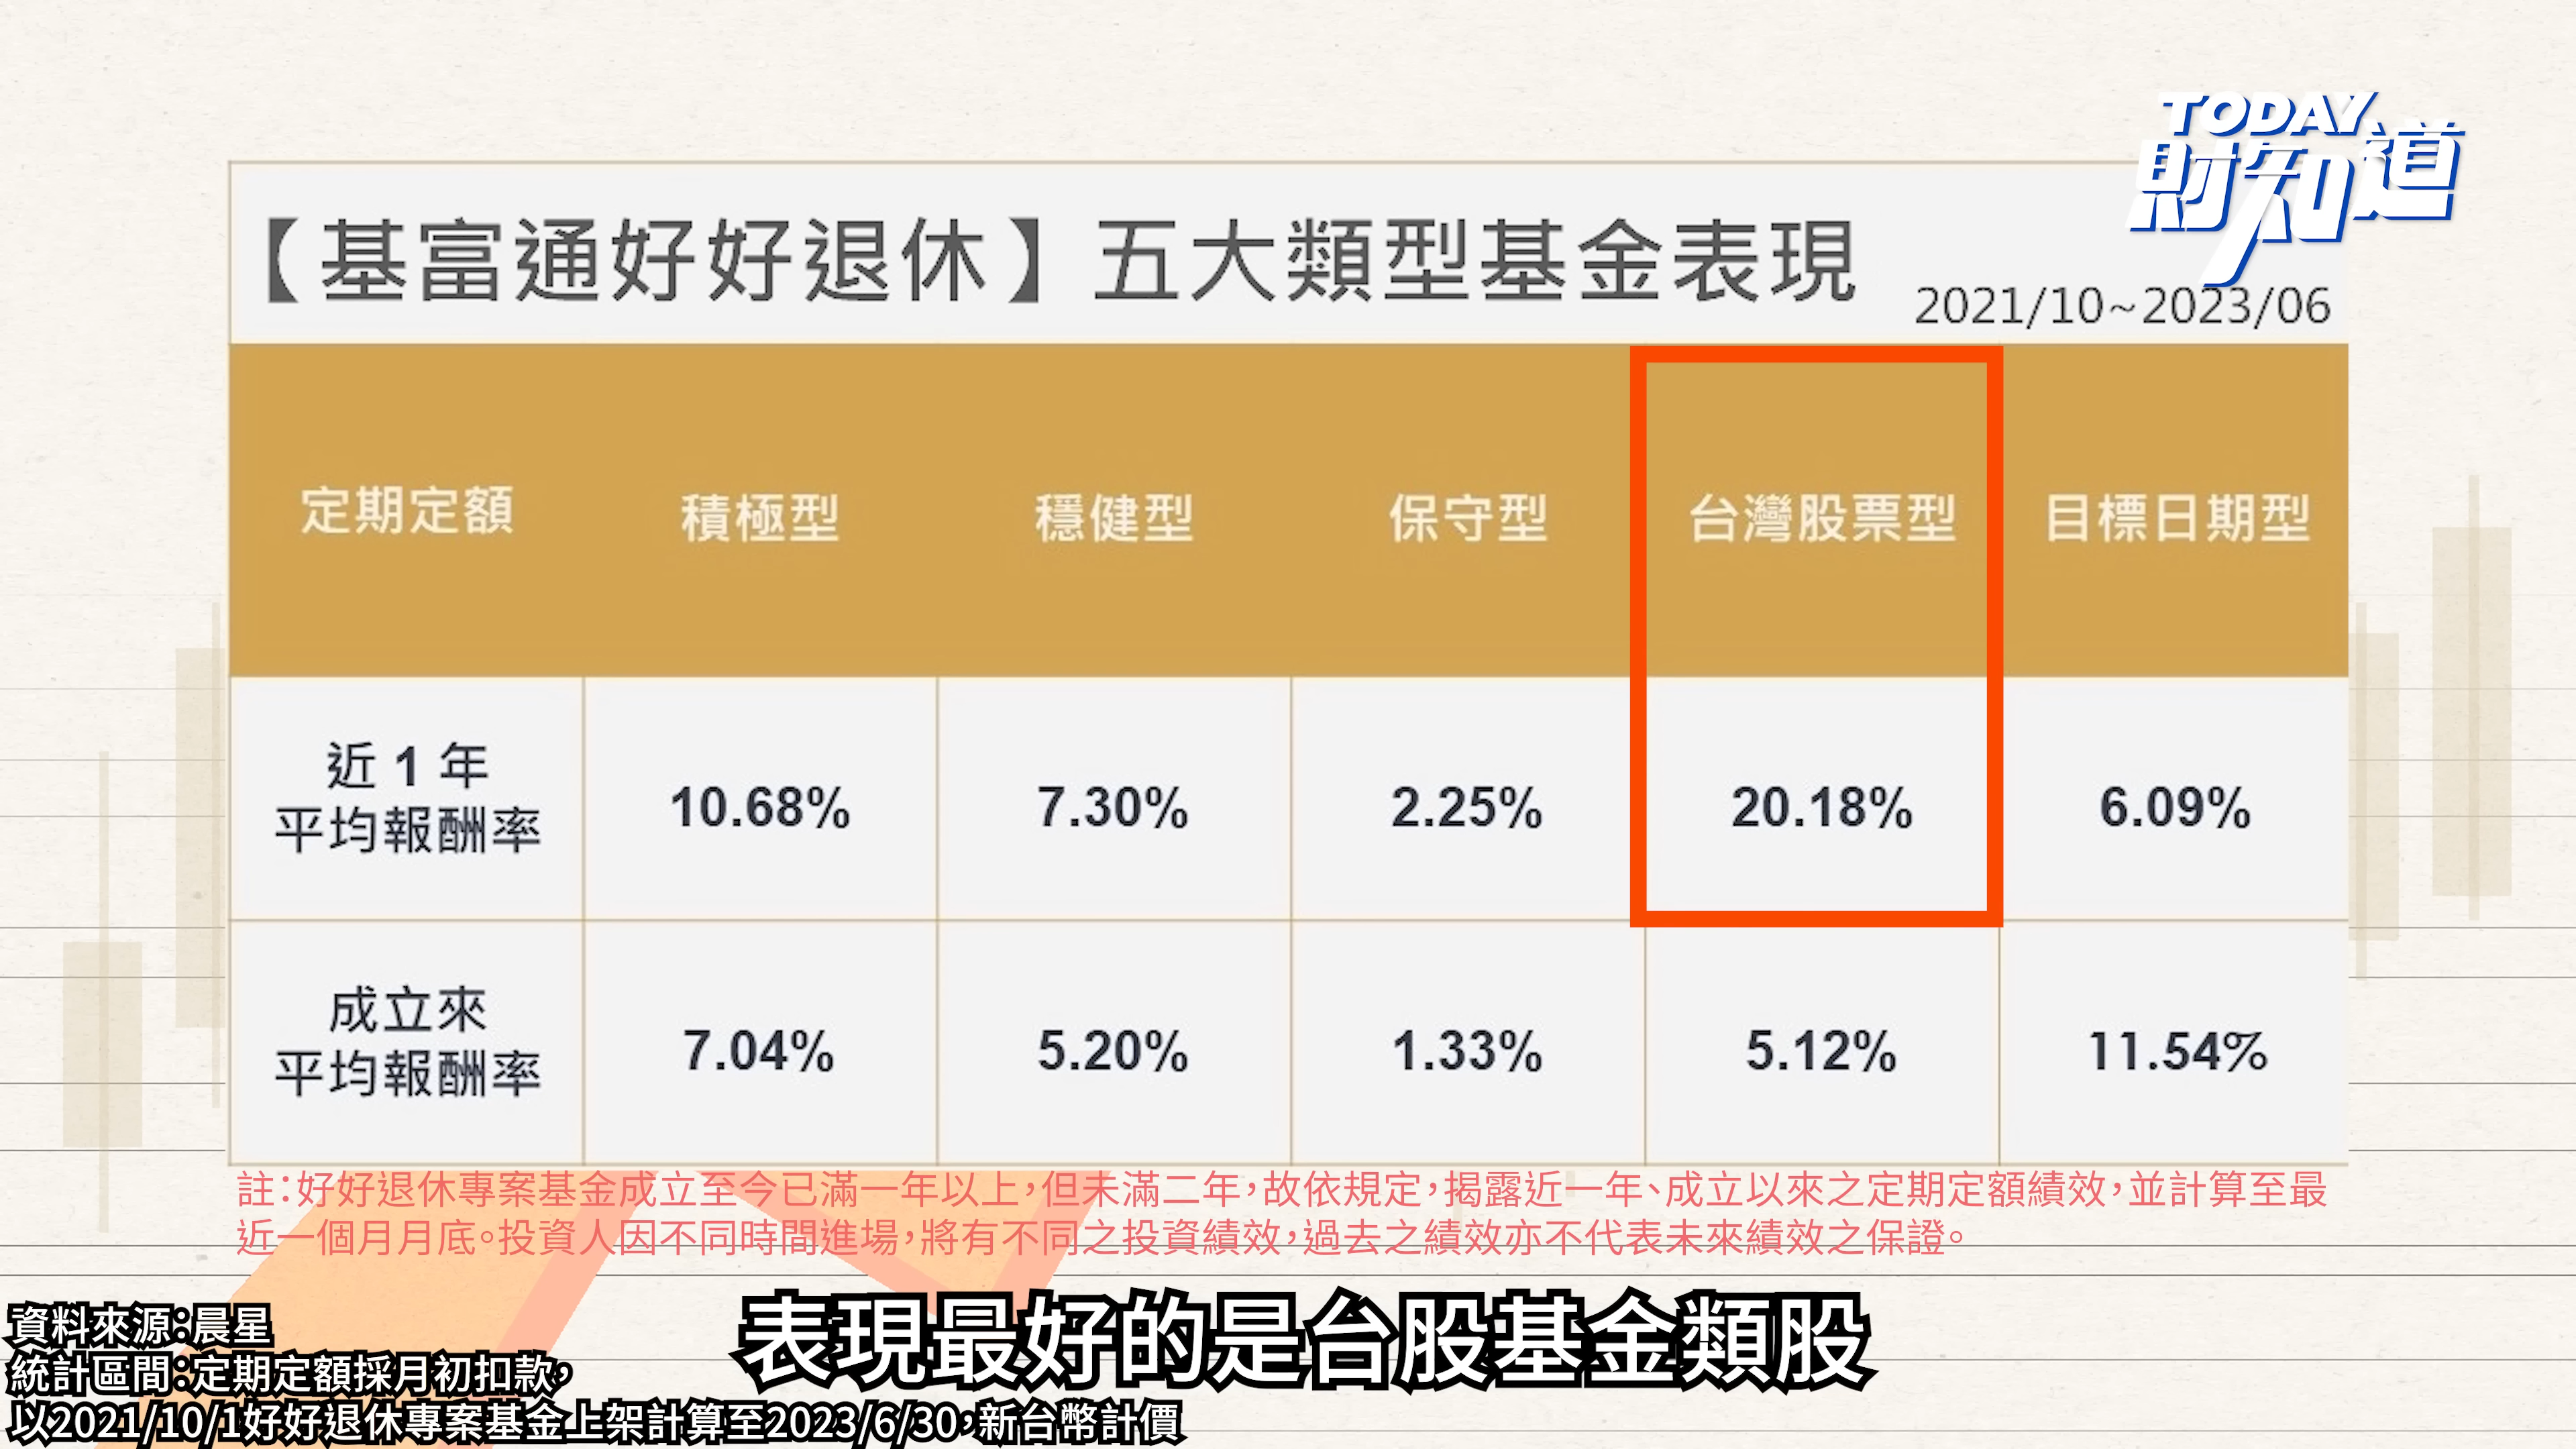 TODAY
財知道
【基富通好好退休】五大類型基金表現
2021/10~2023/06
定期定額 積極型 穩健型 保守型 台灣股票型 目標日期型
近 1 年
平均報酬率 10.68% 7.30% 2.25% 20.18% 6.09%
成立來
平均報酬率 7.04% 5.20% 1.33% 5.12% 11.54%
註：好好退休專案基金成立至今已滿一年以上，但未滿二年，故依規定，揭露近一年、成立以來之定期定額績效，並計算至最
近一個月月底。投資人因不同時間進場，將有不同之投資績效，過去之績效亦不代表未來績效之保證。
表現最好的是台股基金類股
資料來源：晨星
統計區間：定期定額採月初扣款，
以2021/10/1好好退休專案基金上架計算至2023/6/30，新台幣計價